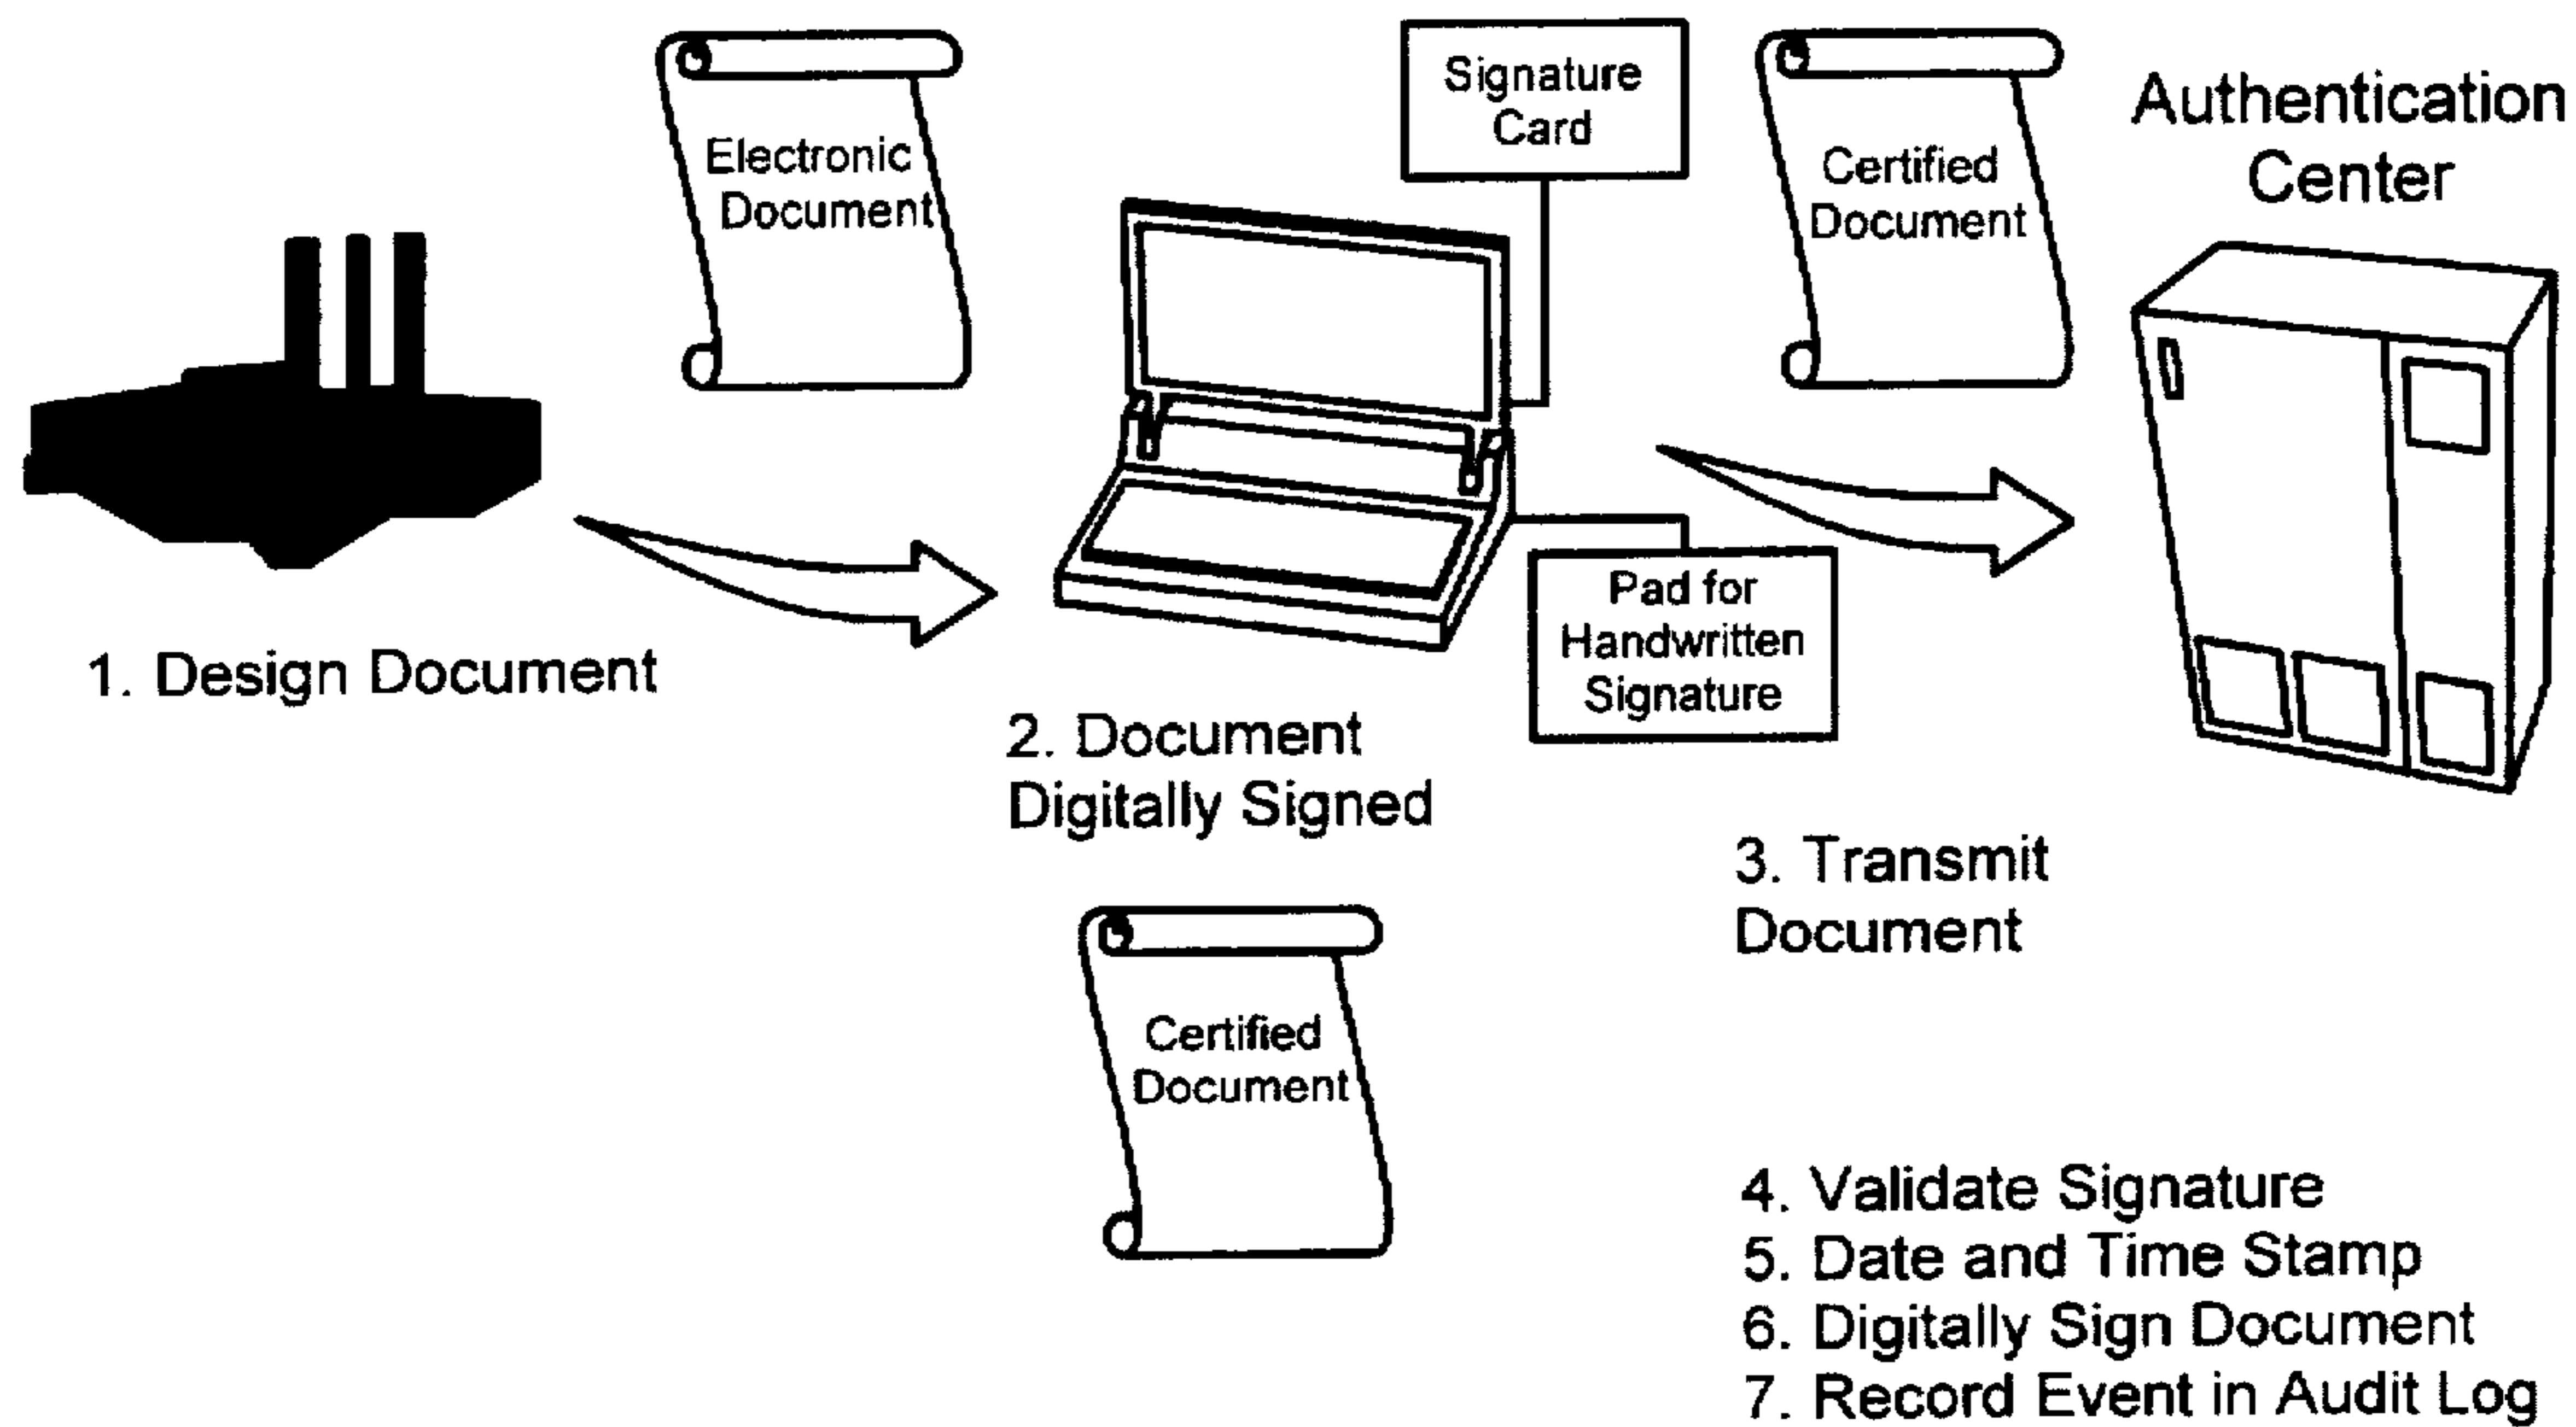 Electronic
Document
Signature
Card
Certified
Document
Authentication
Center
1. Design Document
Pad for
Handwritten
Signature
2. Document
Digitally Signed
3. Transmit
Document
Certified
Document
4. Validate Signature
5. Date and Time Stamp
6. Digitally Sign Document
7. Record Event in Audit Log